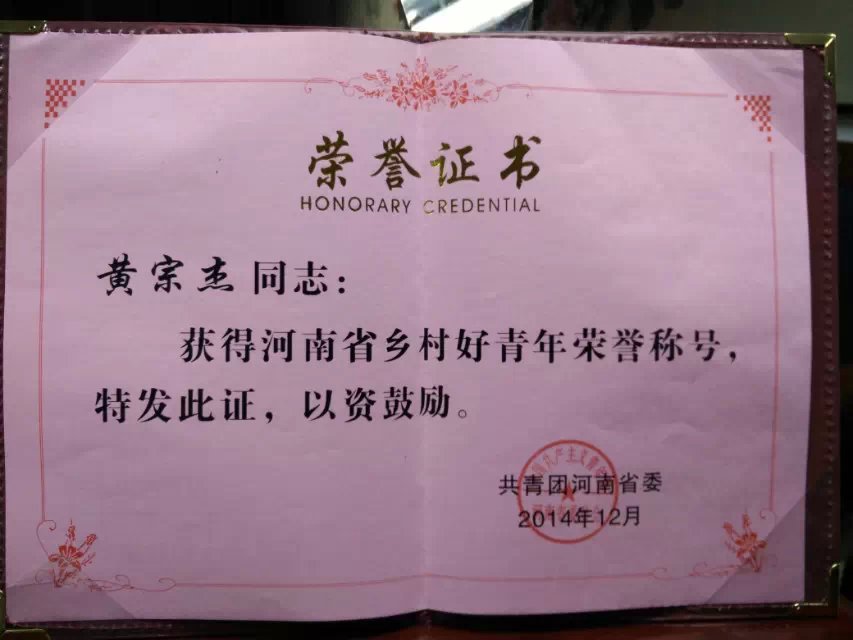 荣誉证书
HONORARY CREDENTIAL
黄宗杰同志：
获得河南省乡村好青年荣誉称号，
特发此证，以资鼓励。
共青团河南省委
2014年12月